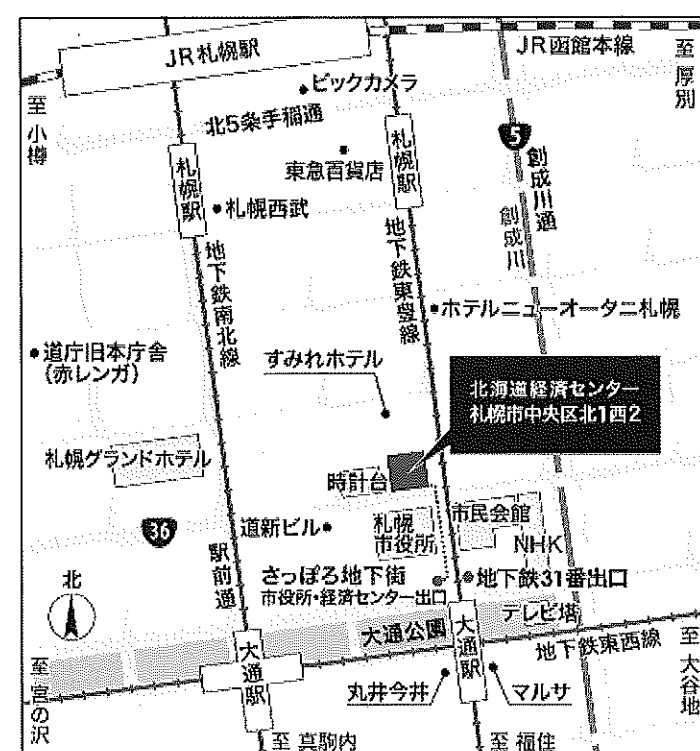 JR札幌駅
JR函館本線
至厚別
至小樽
ビックカメラ
北5条手稲通
5
創成川通
創成川
東急百貨店
札幌駅
札幌駅
札幌西武
地下鉄南北線
地下鉄東豊線
ホテルニューオータニ札幌
道庁旧本庁舎
(赤レンガ)
すみれホテル
北海道経済センター
札幌市中央区北1西2
札幌グランドホテル
時計台
36
道新ビル
札幌
市役所
市民会館
NHK
駅前通
さっぽろ地下街
市役所・経済センター出口
地下鉄31番出口
北
テレビ塔
大通公園
大通駅
大通駅
地下鉄東西線
至大谷地
至宮の沢
丸井今井
マルサ
至真駒内
至福住